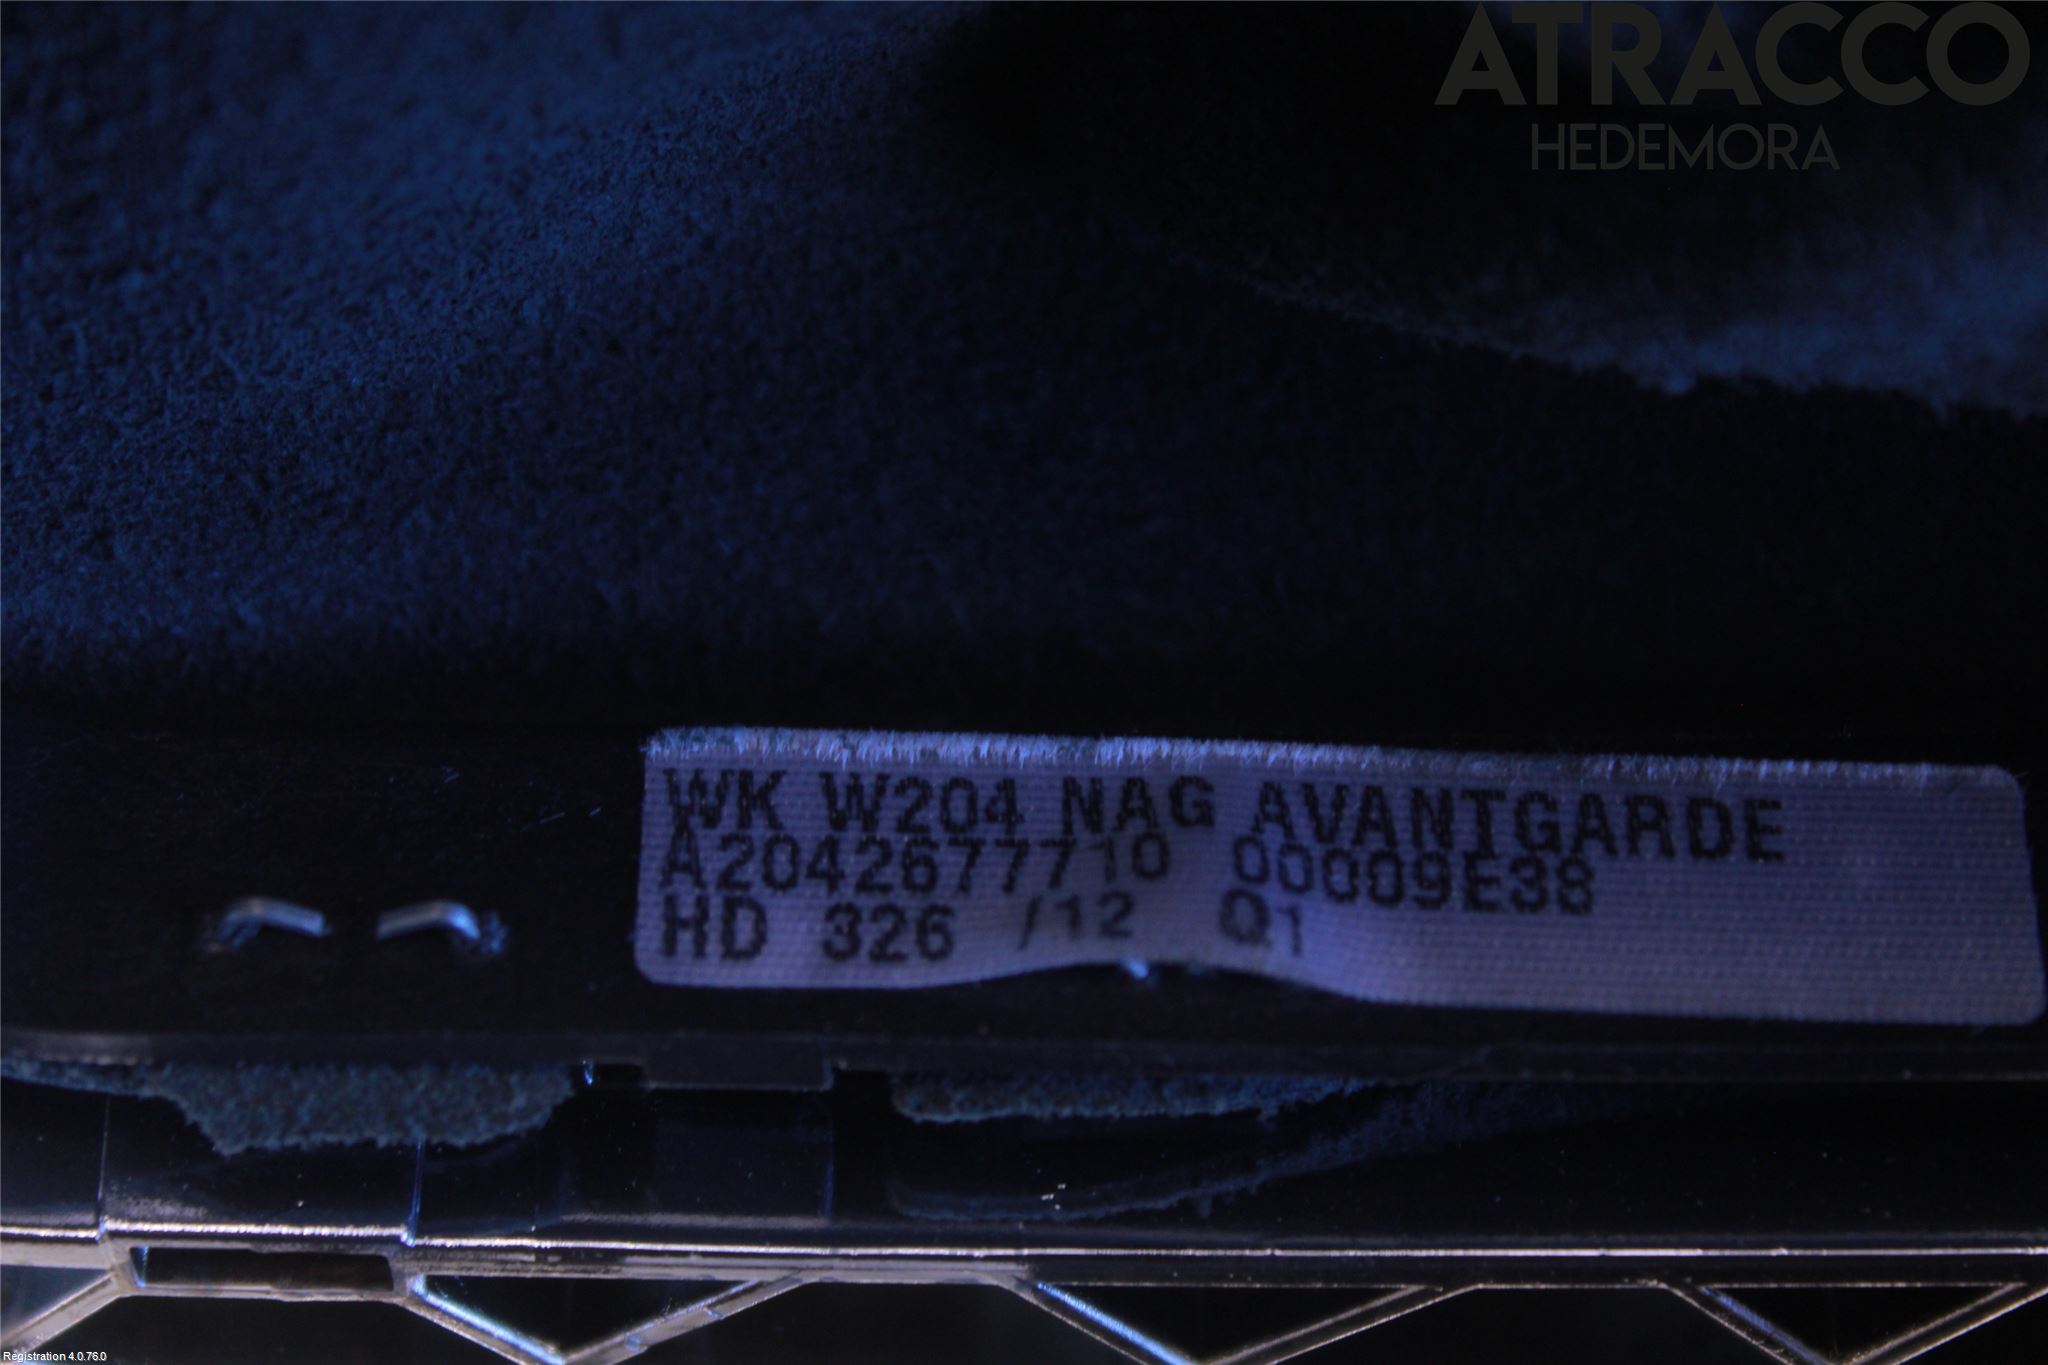 ATRACCO
HEDEMORA
WK W204 NAG AVANTGARDE
A2042677710 00009E38
HD 326 /12 Q1
Registration 4.0.76.0